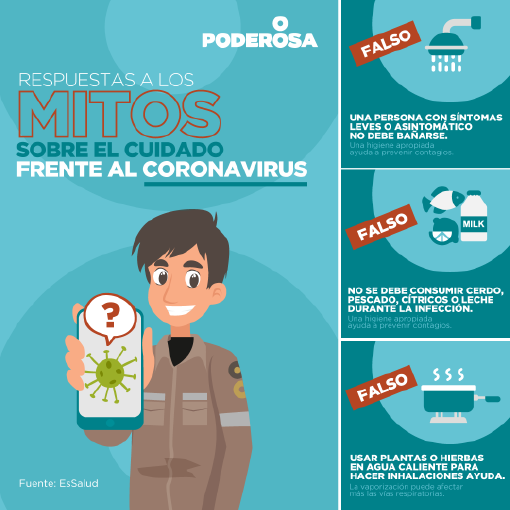 PODEROSA
RESPUESTAS A LOS
MITOS
SOBRE EL CUIDADO
FRENTE AL CORONAVIRUS
?
Fuente: EsSalud
FALSO
UNA PERSONA CON SÍNTOMAS
LEVES O ASINTOMÁTICO
NO DEBE BAÑARSE.
Una higiene apropiada
ayuda a prevenir contagios.
FALSO
MILK
NO SE DEBE CONSUMIR CERDO,
PESCADO, CÍTRICOS O LECHE
DURANTE LA INFECCIÓN.
Una higiene apropiada
ayuda a prevenir contagios.
FALSO
USAR PLANTAS O HIERBAS
EN AGUA CALIENTE PARA
HACER INHALACIONES AYUDA.
La vaporización puede afectar
más las vías respiratorias.